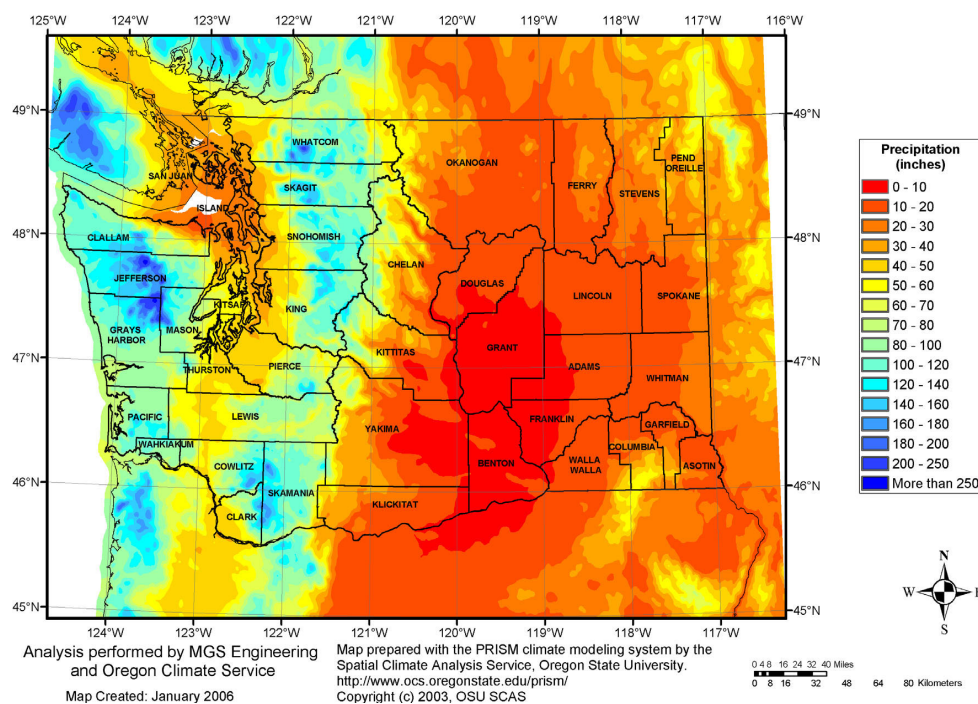 125°W 124°W 123°W 122°W 121°W 120°W 119°W 118°W 117°W 116°W
49°N 49°N
WHATCOM
OKANOGAN
PEND
OREILLE
SAN JUAN
SKAGIT
FERRY
STEVENS
ISLAND
48°N 48°N
CLALLAM
SNOHOMISH
CHELAN
JEFFERSON
DOUGLAS
LINCOLN
SPOKANE
KITSAP
KING
GRAYS
HARBOR
MASON
47°N 47°N
GRANT
KITTITAS
THURSTON
PIERCE
ADAMS
WHITMAN
PACIFIC
LEWIS
YAKIMA
FRANKLIN
GARFIELD
WAHKIAKUM
COLUMBIA
COWLITZ
BENTON
WALLA
WALLA
ASOTIN
46°N 46°N
SKAMANIA
CLARK
KLICKITAT
45°N 45°N
124°W 123°W 122°W 121°W 120°W 119°W 118°W 117°W
Precipitation
(inches)
0 - 10
10 - 20
20 - 30
30 - 40
40 - 50
50 - 60
60 - 70
70 - 80
80 - 100
100 - 120
120 - 140
140 - 160
160 - 180
180 - 200
200 - 250
More than 250
N
W E
S
Analysis performed by MGS Engineering
and Oregon Climate Service
Map Created: January 2006
Map prepared with the PRISM climate modeling system by the
Spatial Climate Analysis Service, Oregon State University.
http://www.ocs.oregonstate.edu/prism/
Copyright (c) 2003, OSU SCAS
0 4 8 16 24 32 40 Miles
0 8 16 32 48 64 80 Kilometers